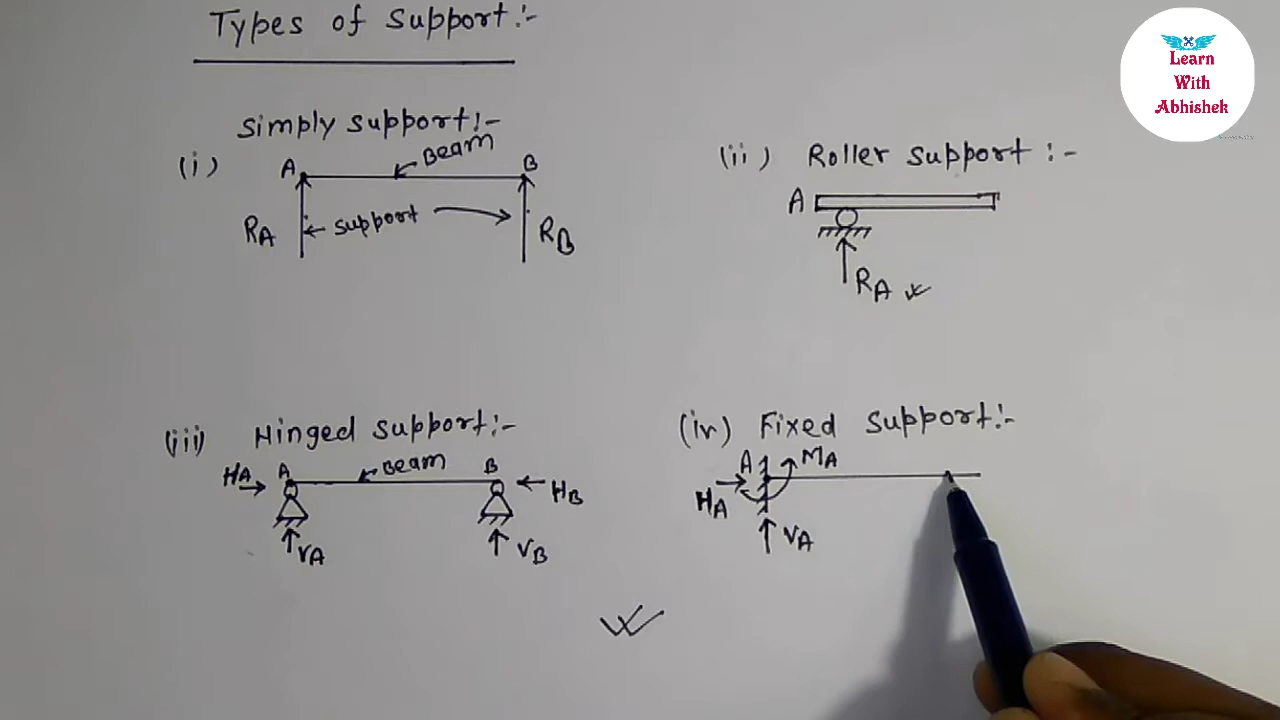 Types of Support:-
Simply support:-
(i)
A
Beam
B
RA
support
RB
(ii) Roller support :-
A
RA
(iii) Hinged support:-
HA
A
Beam
B
HB
VA
VB
(iv) Fixed support:-
A
MA
HA
VA
Learn
With
Abhishek